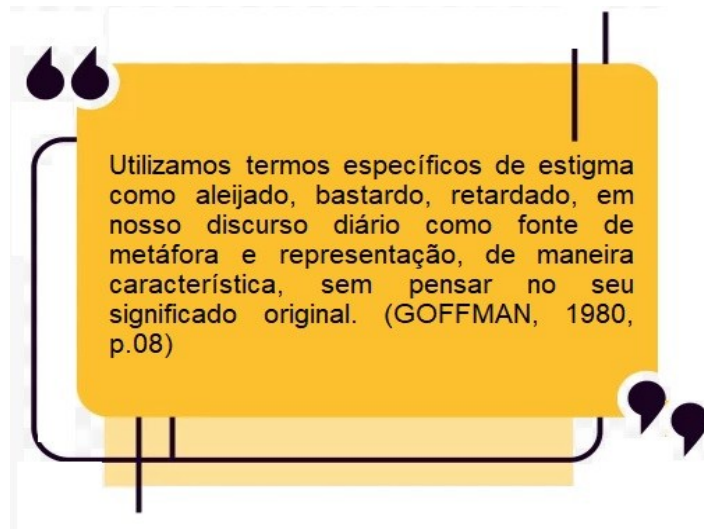 Utilizamos termos específicos de estigma
como aleijado, bastardo, retardado, em
nosso discurso diário como fonte de
metáfora e representação, de maneira
característica, sem pensar no seu
significado original. (GOFFMAN, 1980,
p.08)